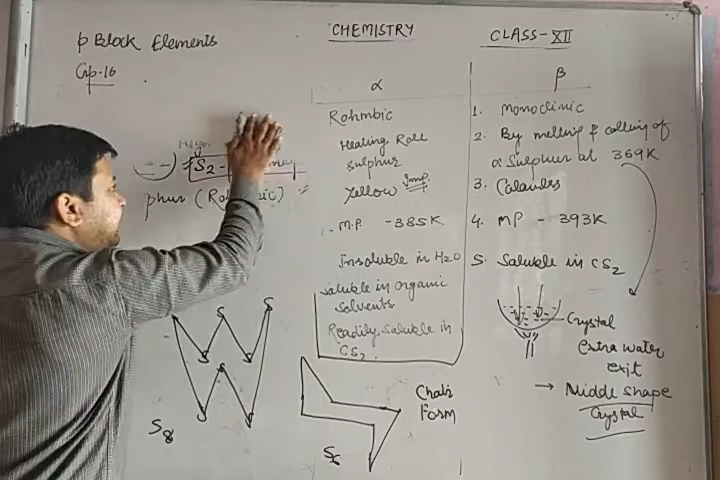 CHEMISTRY
CLASS-XII
p Block Elements
Gp.16
S2 -
phur (Ro ic)
α
Rohmbic
Heating Roll
sulphur
Yellow Imp.
M.P. - 385K
Insoluble in H2O
Soluble in organic
solvents
Readily soluble in
CS2
β
1. Monoclinic
2. By melting & colling of
α Sulphur at 369K
3.
4. MP - 393K
5. Soluble in CS2
Crystal
extra water
exit
→ Niddle shape
Crystal
S
S
S
S
S
S
S8
Chair
Form
S6